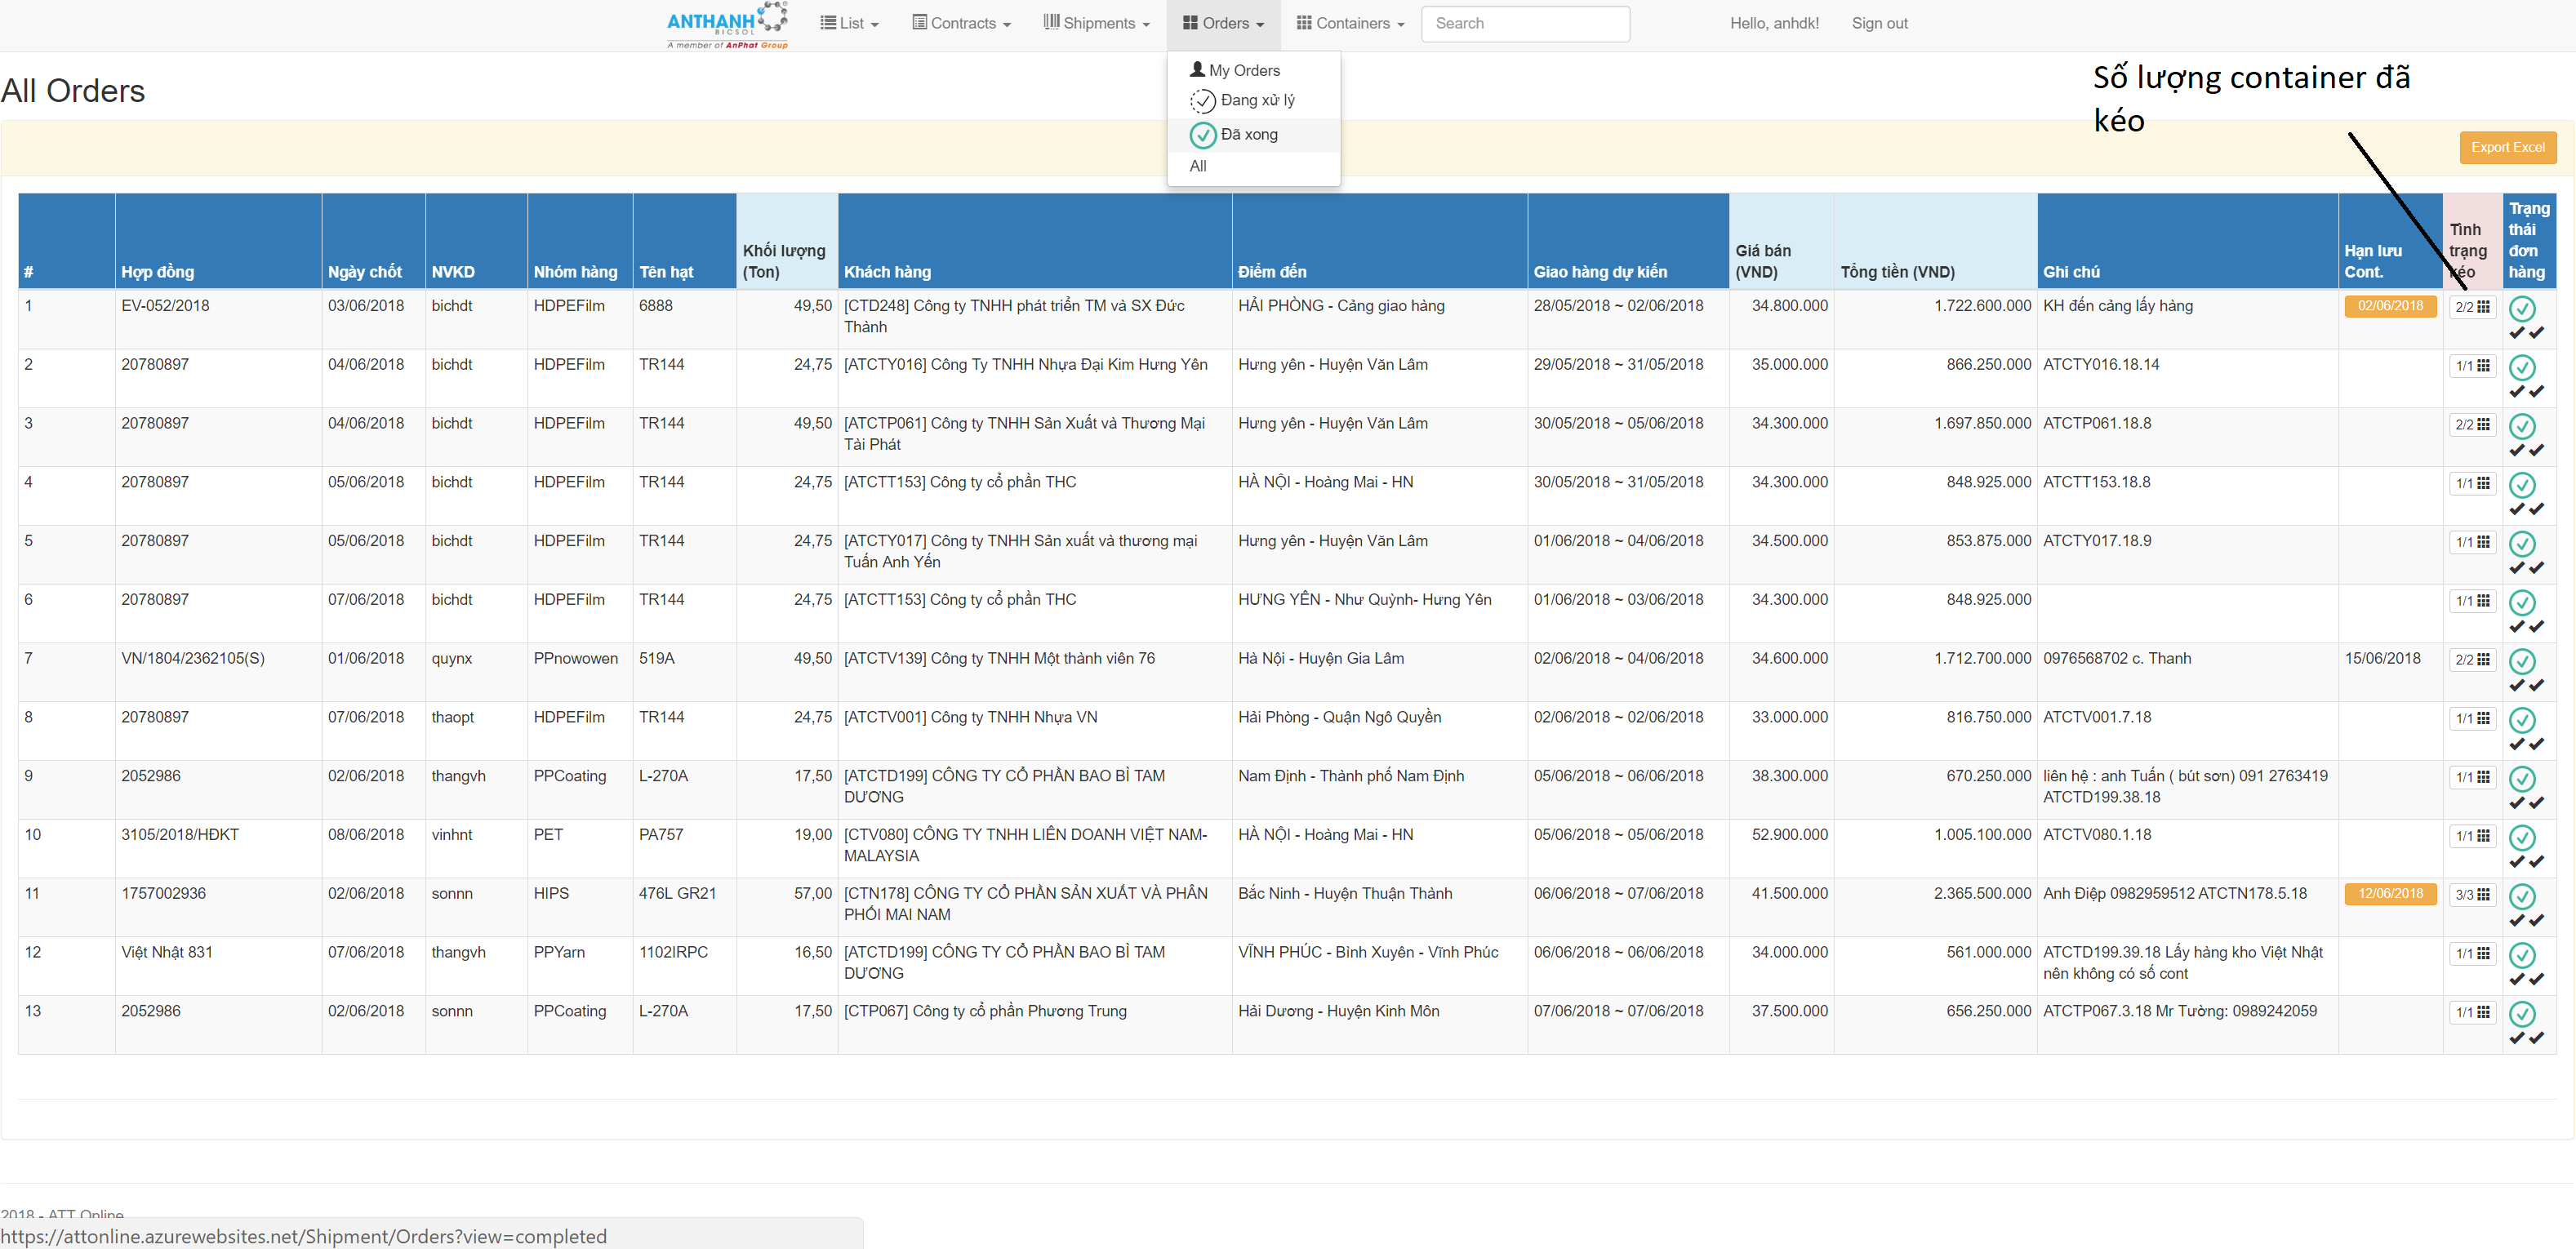 ANTHANH
BICSOL
A member of AnPhat Group
List
Contracts
Shipments
Orders
Containers
Search
Hello, anhdk!
Sign out
My Orders
Đang xử lý
Đã xong
All
Số lượng container đã
kéo
All Orders
Export Excel
# Hợp đồng Ngày chốt NVKD Nhóm hàng Tên hạt Khối lượng (Ton) Khách hàng Điểm đến Giao hàng dự kiến Giá bán (VND) Tổng tiền (VND) Ghi chú Hạn lưu Cont. Tình trạng kéo Trạng thái đơn hàng
1 EV-052/2018 03/06/2018 bichdt HDPEFilm 6888 49,50 [CTD248] Công ty TNHH phát triển TM và SX Đức Thành HẢI PHÒNG - Cảng giao hàng 28/05/2018 ~ 02/06/2018 34.800.000 1.722.600.000 KH đến cảng lấy hàng 02/06/2018 2/2
2 20780897 04/06/2018 bichdt HDPEFilm TR144 24,75 [ATCTY016] Công Ty TNHH Nhựa Đại Kim Hưng Yên Hưng yên - Huyện Văn Lâm 29/05/2018 ~ 31/05/2018 35.000.000 866.250.000 ATCTY016.18.14 1/1
3 20780897 04/06/2018 bichdt HDPEFilm TR144 49,50 [ATCTP061] Công ty TNHH Sản Xuất và Thương Mại Tài Phát Hưng yên - Huyện Văn Lâm 30/05/2018 ~ 05/06/2018 34.300.000 1.697.850.000 ATCTP061.18.8 2/2
4 20780897 05/06/2018 bichdt HDPEFilm TR144 24,75 [ATCTT153] Công ty cổ phần THC HÀ NỘI - Hoàng Mai - HN 30/05/2018 ~ 31/05/2018 34.300.000 848.925.000 ATCTT153.18.8 1/1
5 20780897 05/06/2018 bichdt HDPEFilm TR144 24,75 [ATCTY017] Công ty TNHH Sản xuất và thương mại Tuấn Anh Yến Hưng yên - Huyện Văn Lâm 01/06/2018 ~ 04/06/2018 34.500.000 853.875.000 ATCTY017.18.9 1/1
6 20780897 07/06/2018 bichdt HDPEFilm TR144 24,75 [ATCTT153] Công ty cổ phần THC HƯNG YÊN - Như Quỳnh- Hưng Yên 01/06/2018 ~ 03/06/2018 34.300.000 848.925.000 1/1
7 VN/1804/2362105(S) 01/06/2018 quynx PPnowowen 519A 49,50 [ATCTV139] Công ty TNHH Một thành viên 76 Hà Nội - Huyện Gia Lâm 02/06/2018 ~ 04/06/2018 34.600.000 1.712.700.000 0976568702 c. Thanh 15/06/2018 2/2
8 20780897 07/06/2018 thaopt HDPEFilm TR144 24,75 [ATCTV001] Công ty TNHH Nhựa VN Hải Phòng - Quận Ngô Quyền 02/06/2018 ~ 02/06/2018 33.000.000 816.750.000 ATCTV001.7.18 1/1
9 2052986 02/06/2018 thangvh PPCoating L-270A 17,50 [ATCTD199] CÔNG TY CỔ PHẦN BAO BÌ TAM DƯƠNG Nam Định - Thành phố Nam Định 05/06/2018 ~ 06/06/2018 38.300.000 670.250.000 liên hệ : anh Tuấn ( bút sơn) 091 2763419 ATCTD199.38.18 1/1
10 3105/2018/HĐKT 08/06/2018 vinhnt PET PA757 19,00 [CTV080] CÔNG TY TNHH LIÊN DOANH VIỆT NAM-MALAYSIA HÀ NỘI - Hoàng Mai - HN 05/06/2018 ~ 05/06/2018 52.900.000 1.005.100.000 ATCTV080.1.18 1/1
11 1757002936 02/06/2018 sonnn HIPS 476L GR21 57,00 [CTN178] CÔNG TY CỔ PHẦN SẢN XUẤT VÀ PHÂN PHỐI MAI NAM Bắc Ninh - Huyện Thuận Thành 06/06/2018 ~ 07/06/2018 41.500.000 2.365.500.000 Anh Điệp 0982959512 ATCTN178.5.18 12/06/2018 3/3
12 Việt Nhật 831 07/06/2018 thangvh PPYarn 1102IRPC 16,50 [ATCTD199] CÔNG TY CỔ PHẦN BAO BÌ TAM DƯƠNG VĨNH PHÚC - Bình Xuyên - Vĩnh Phúc 06/06/2018 ~ 06/06/2018 34.000.000 561.000.000 ATCTD199.39.18 Lấy hàng kho Việt Nhật nên không có số cont 1/1
13 2052986 02/06/2018 sonnn PPCoating L-270A 17,50 [CTP067] Công ty cổ phần Phương Trung Hải Dương - Huyện Kinh Môn 07/06/2018 ~ 07/06/2018 37.500.000 656.250.000 ATCTP067.3.18 Mr Tường: 0989242059 1/1
2018 - ATT Online
https://attonline.azurewebsites.net/Shipment/Orders?view=completed